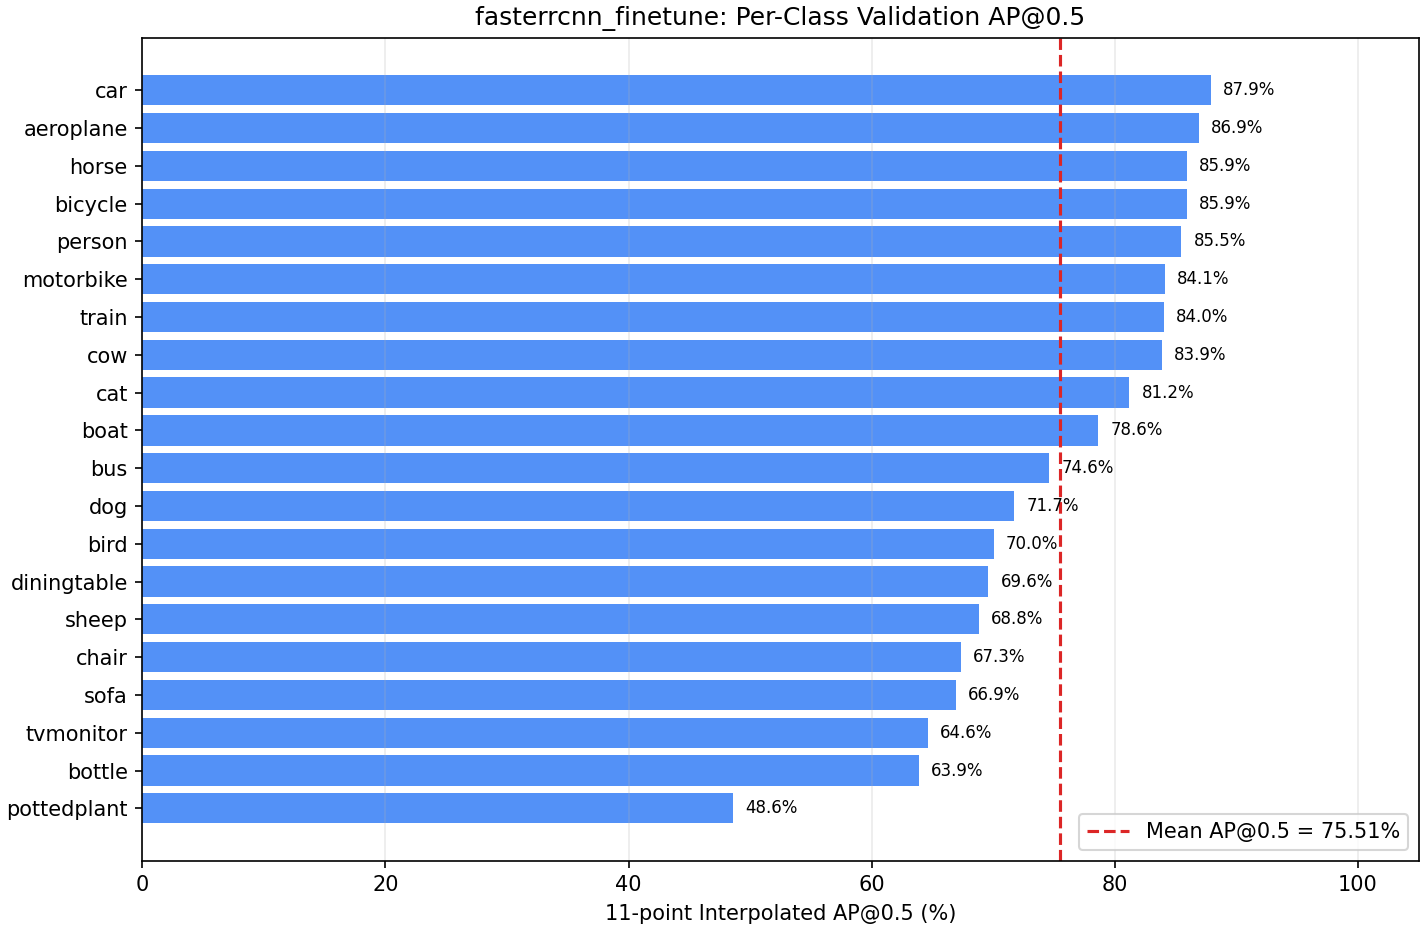 fasterrcnn_finetune: Per-Class Validation AP@0.5
car 87.9%
aeroplane 86.9%
horse 85.9%
bicycle 85.9%
person 85.5%
motorbike 84.1%
train 84.0%
cow 83.9%
cat 81.2%
boat 78.6%
bus 74.6%
dog 71.7%
bird 70.0%
diningtable 69.6%
sheep 68.8%
chair 67.3%
sofa 66.9%
tvmonitor 64.6%
bottle 63.9%
pottedplant 48.6%
Mean AP@0.5 = 75.51%
0 20 40 60 80 100
11-point Interpolated AP@0.5 (%)